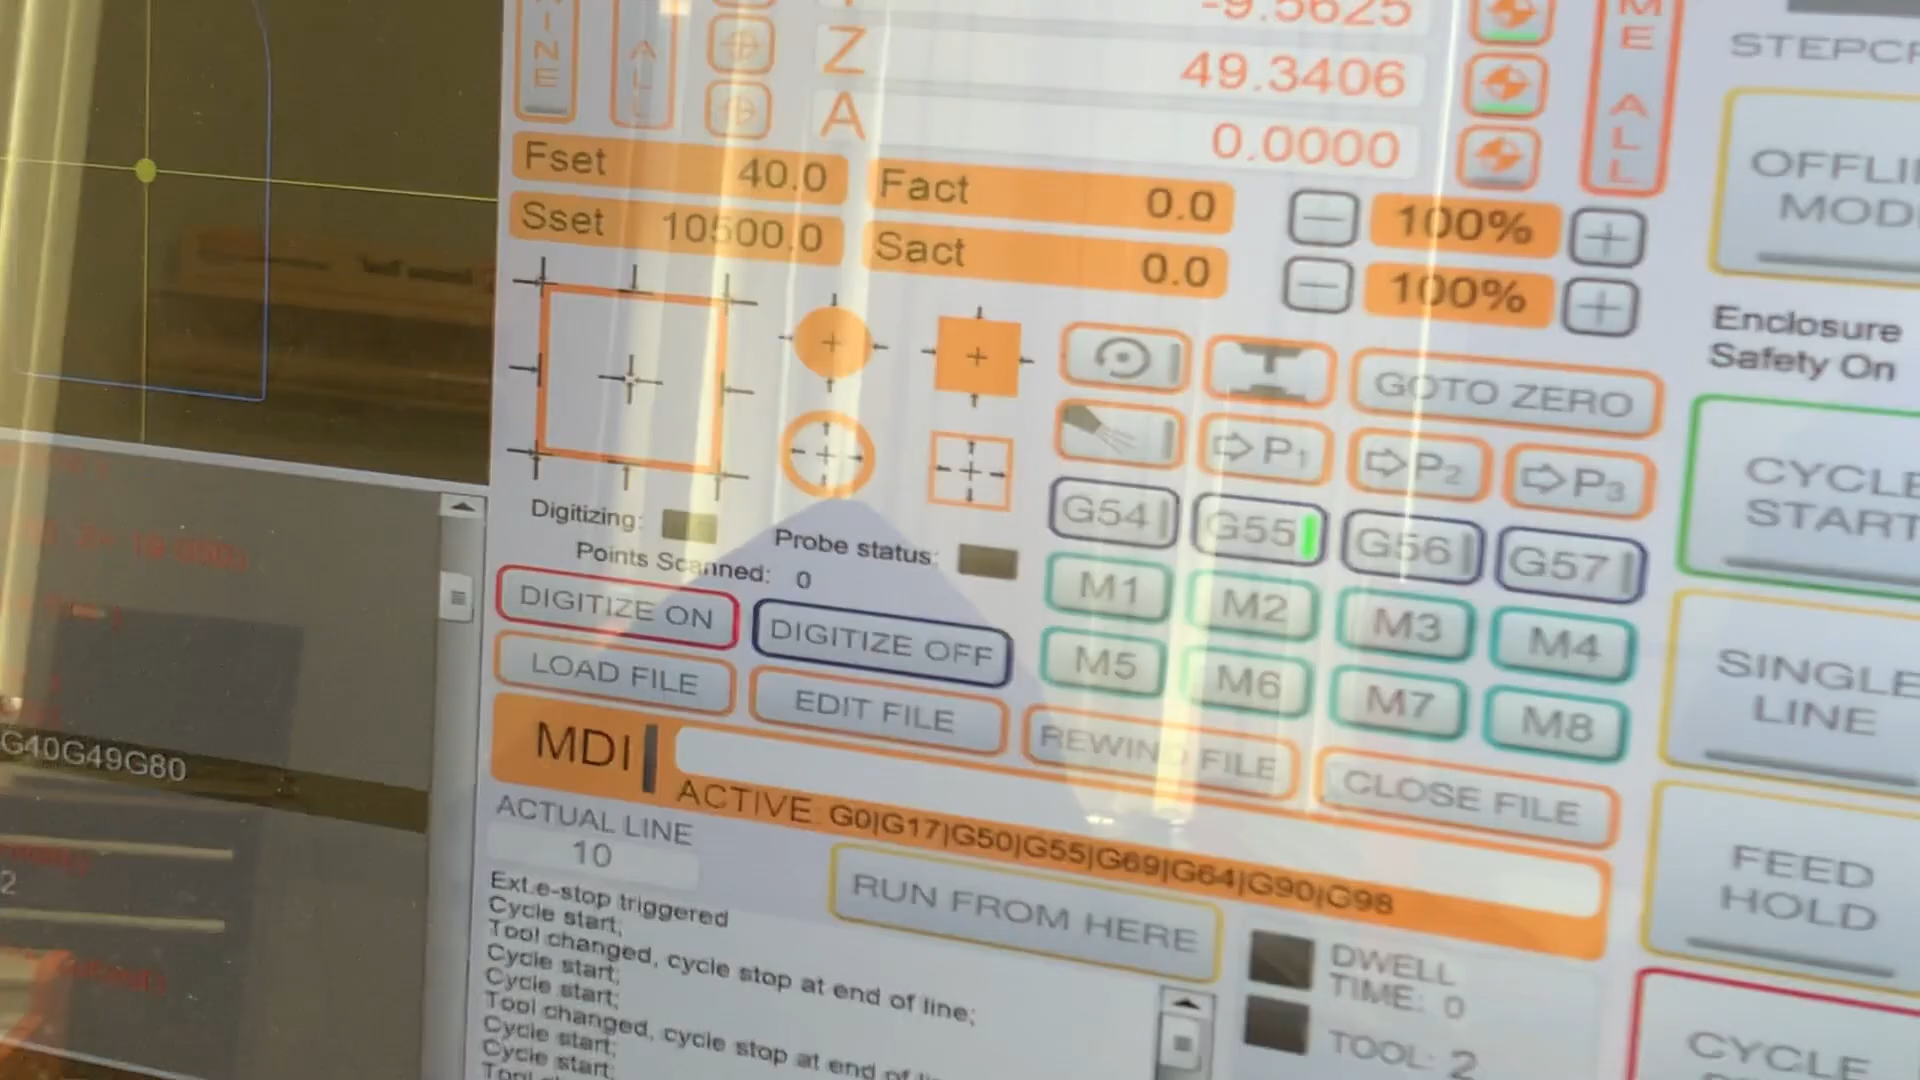 -9.5625
Z 49.3406
A 0.0000
STEPCR
Fset 40.0
Fact 0.0
100%
Sset 10500.0
Sact 0.0
100%
OFFLI
MOD
Enclosure
Safety On
GOTO ZERO
P1
P2
P3
CYCLE
START
G54
G55
G56
G57
Digitizing:
Probe status:
Points Scanned: 0
M1
M2
M3
M4
DIGITIZE ON
DIGITIZE OFF
M5
M6
M7
M8
SINGLE
LINE
LOAD FILE
EDIT FILE
REWIND FILE
CLOSE FILE
G40G49G80
MDI
ACTIVE: G0|G17|G50|G55|G69|G64|G90|G98
ACTUAL LINE
10
RUN FROM HERE
FEED
HOLD
2
Ext.e-stop triggered
Cycle start;
Tool changed, cycle stop at end of line;
Cycle start;
Cycle start;
Tool changed, cycle stop at end of
Cycle start;
Cycle start;
DWELL
TIME: 0
TOOL: 2
CYCLE